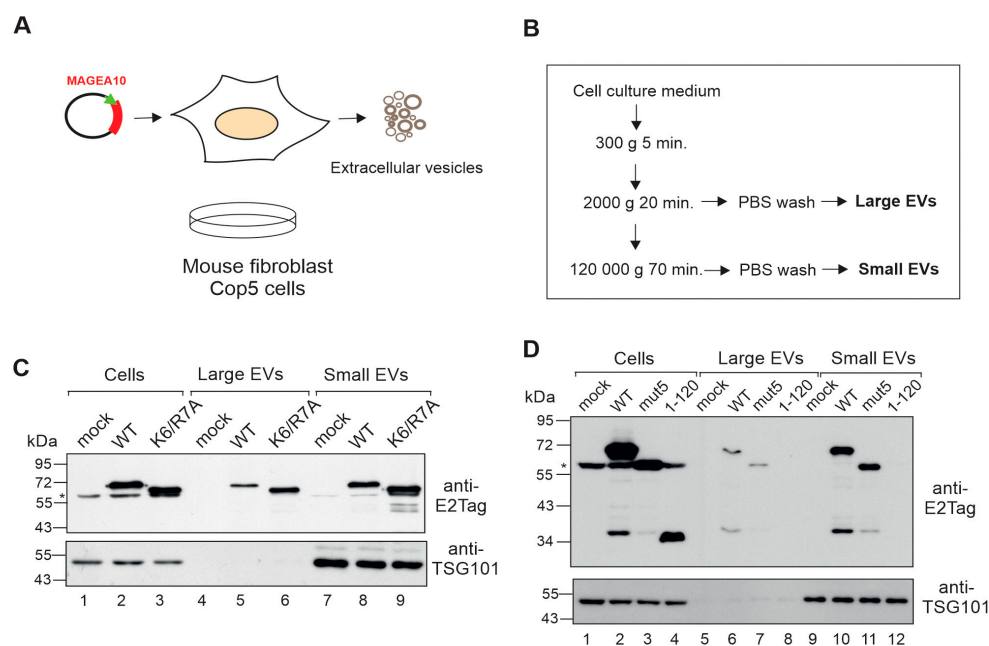 A
MAGEA10
Extracellular vesicles
Mouse fibroblast
Cop5 cells
B
Cell culture medium
300 g 5 min.
2000 g 20 min. PBS wash Large EVs
120 000 g 70 min. PBS wash Small EVs
C
Cells Large EVs Small EVs
mock WT K6/R7A mock WT K6/R7A mock WT K6/R7A
kDa
95
72
*
55
43
anti-
E2Tag
55
43
anti-
TSG101
1 2 3 4 5 6 7 8 9
D
Cells Large EVs Small EVs
mock WT mut5 1-120 mock WT mut5 1-120 mock WT mut5 1-120
kDa
95
72
*
55
43
34
anti-
E2Tag
55
43
anti-
TSG101
1 2 3 4 5 6 7 8 9 10 11 12